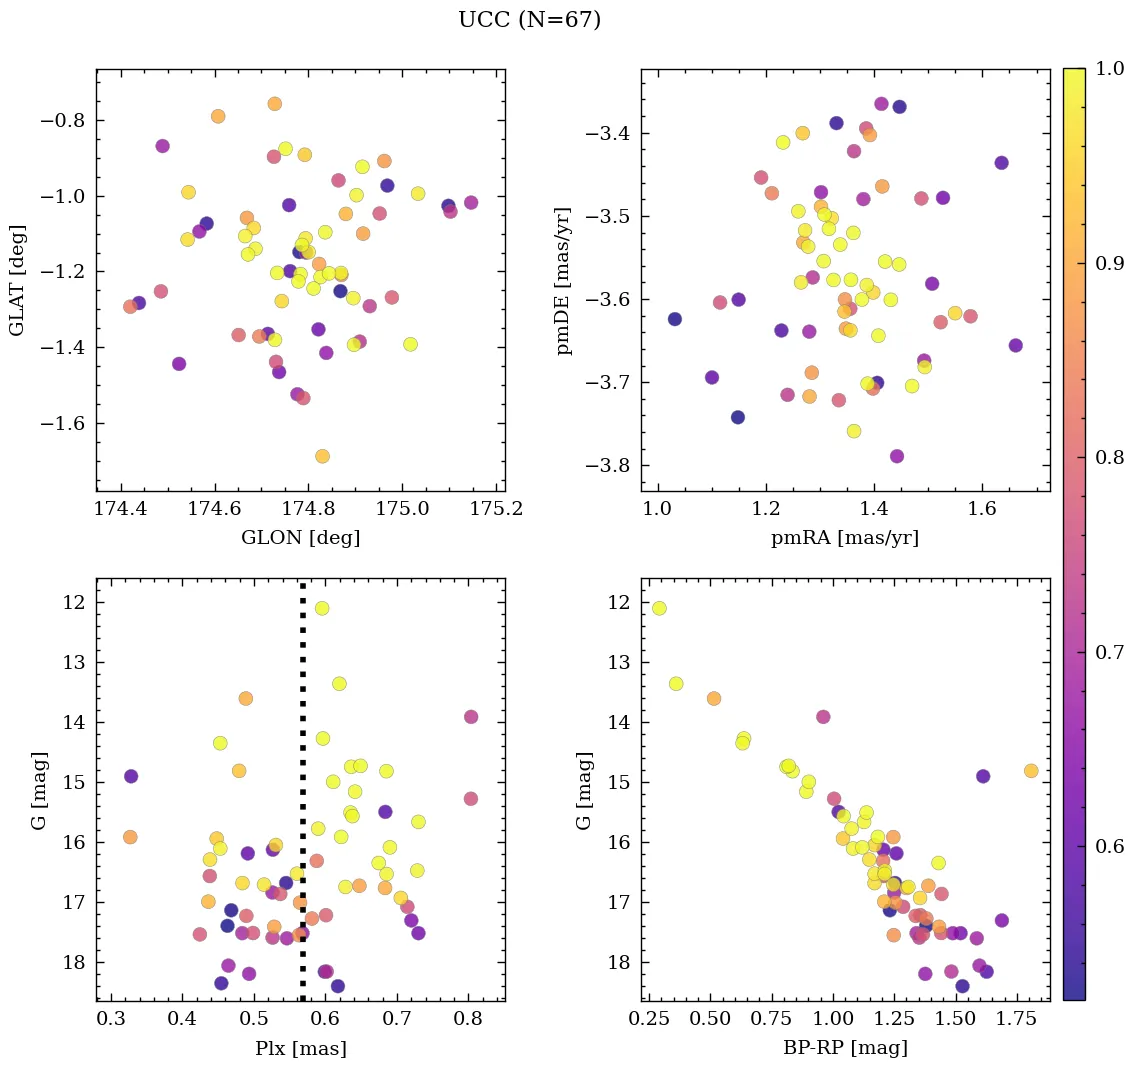 UCC (N=67)
−0.8
−1.0
−1.2
−1.4
−1.6
GLAT [deg]
174.4 174.6 174.8 175.0 175.2
GLON [deg]
−3.4
−3.5
−3.6
−3.7
−3.8
pmDE [mas/yr]
1.0 1.2 1.4 1.6
pmRA [mas/yr]
12
13
14
15
16
17
18
G [mag]
0.3 0.4 0.5 0.6 0.7 0.8
Plx [mas]
12
13
14
15
16
17
18
G [mag]
0.25 0.50 0.75 1.00 1.25 1.50 1.75
BP-RP [mag]
1.0
0.9
0.8
0.7
0.6